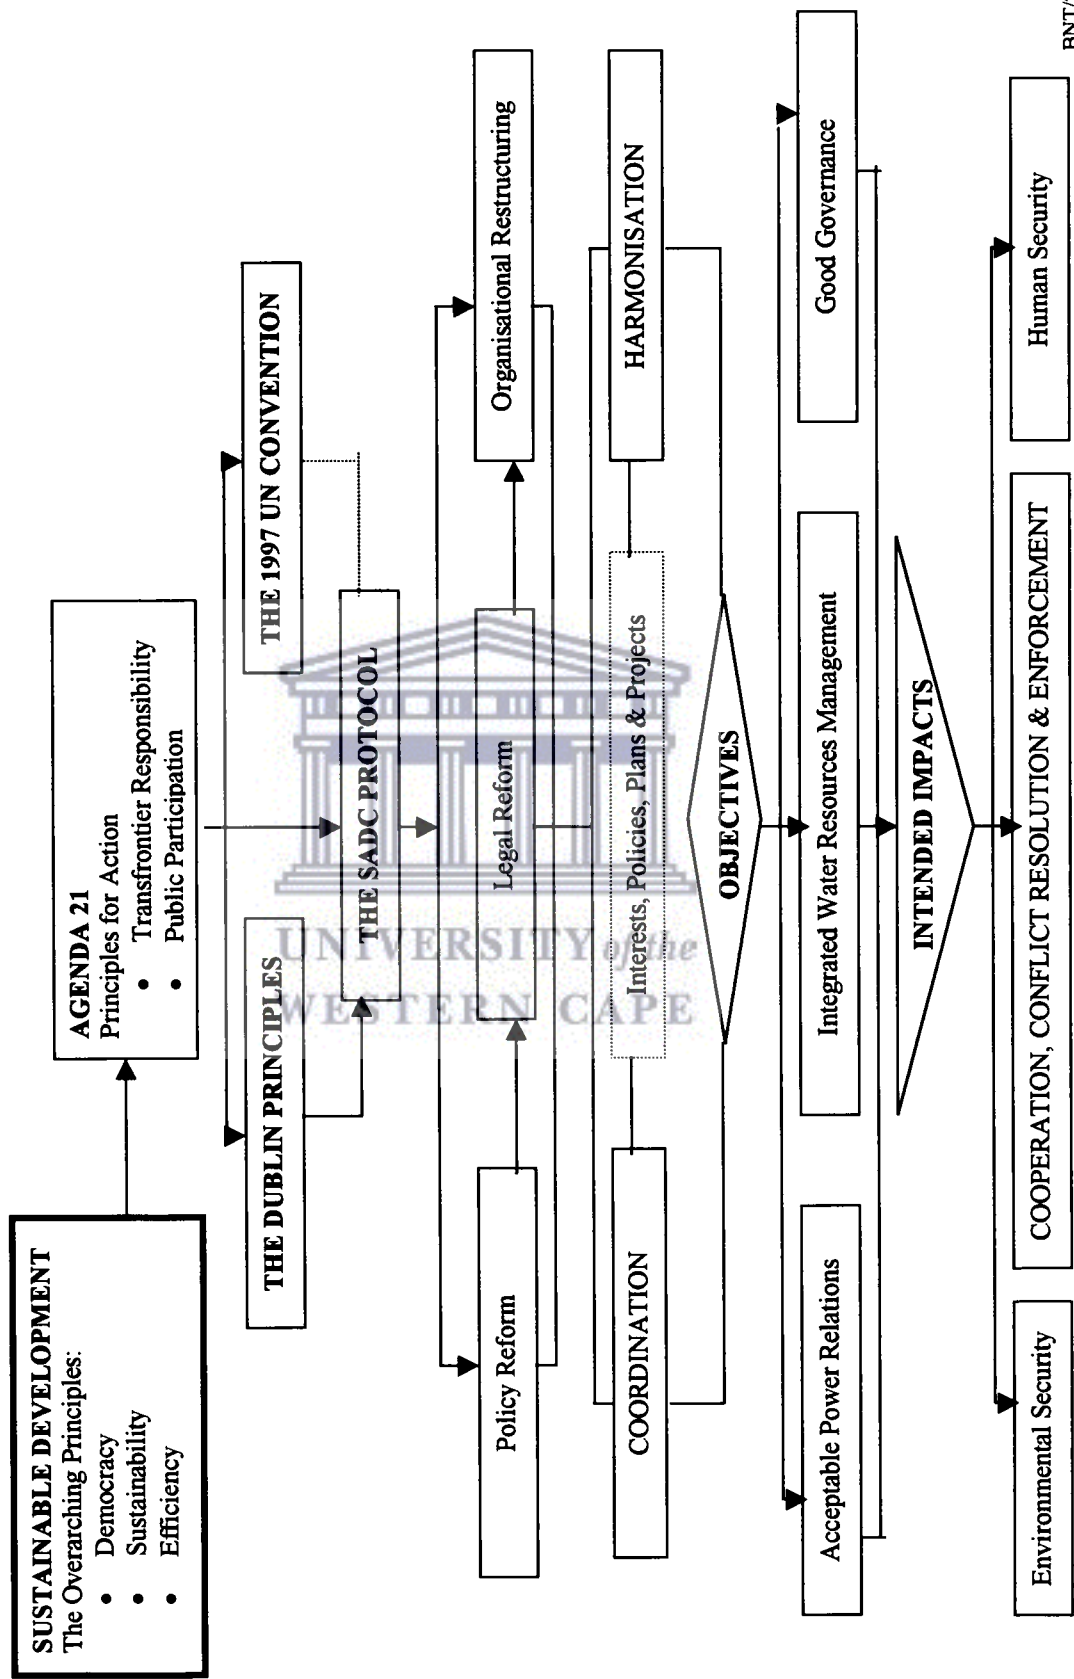 SUSTAINABLE DEVELOPMENT
The Overarching Principles:
• Democracy
• Sustainability
• Efficiency
AGENDA 21
Principles for Action
• Transfrontier Responsibility
• Public Participation
THE DUBLIN PRINCIPLES
THE 1997 UN CONVENTION
THE SADC PROTOCOL
Policy Reform
Legal Reform
Organisational Restructuring
COORDINATION
Interests, Policies, Plans & Projects
HARMONISATION
OBJECTIVES
Acceptable Power Relations
Integrated Water Resources Management
Good Governance
INTENDED IMPACTS
Environmental Security
COOPERATION, CONFLICT RESOLUTION & ENFORCEMENT
Human Security
UNIVERSITY of the
WESTERN CAPE